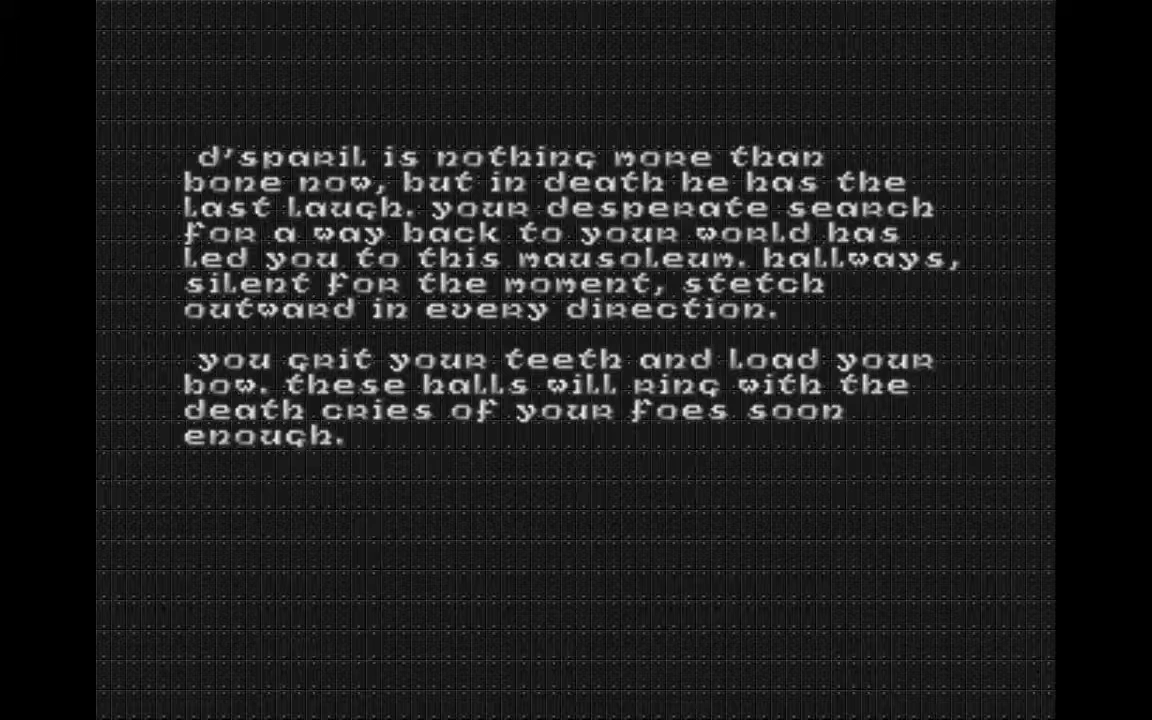 d'sparil is nothing more than
bone now, but in death he has the
last laugh. your desperate search
for a way back to your world has
led you to this mausoleum. hallways,
silent for the moment, stetch
outward in every direction.
you grit your teeth and load your
bow. these halls will ring with the
death cries of your foes soon
enough.